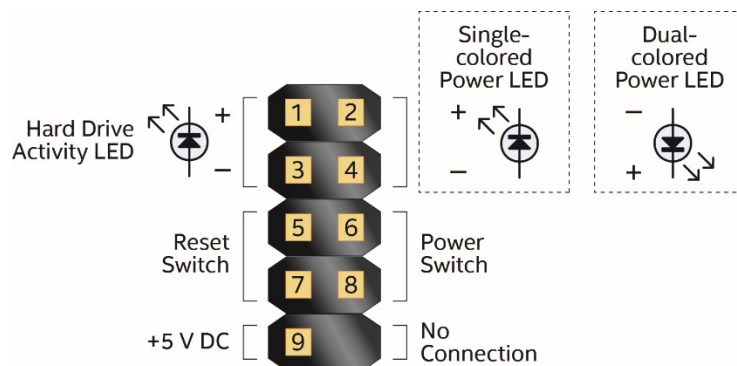 Single-
colored
Power LED
Dual-
colored
Power LED
Hard Drive
Activity LED
+
–
1 2
3 4
+
–
–
+
Reset
Switch
5 6
7 8
Power
Switch
+5 V DC
9
No
Connection